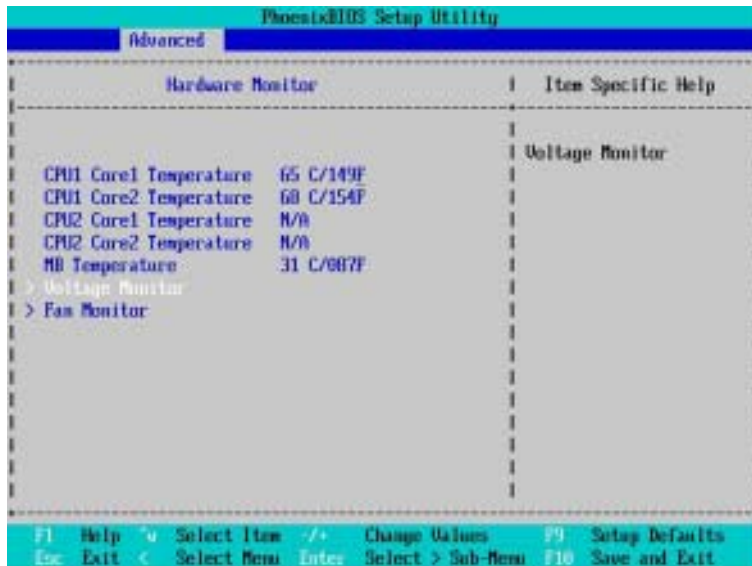 PhoenixBIOS Setup Utility
Advanced
Hardware Monitor
Item Specific Help
CPU1 Core1 Temperature 65 C/149F
CPU1 Core2 Temperature 68 C/154F
CPU2 Core1 Temperature N/A
CPU2 Core2 Temperature N/A
MB Temperature 31 C/087F
> Voltage Monitor
> Fan Monitor
Voltage Monitor
F1 Help ^v Select Item -/+ Change Values F9 Setup Defaults
Esc Exit < Select Menu Enter Select > Sub-Menu F10 Save and Exit